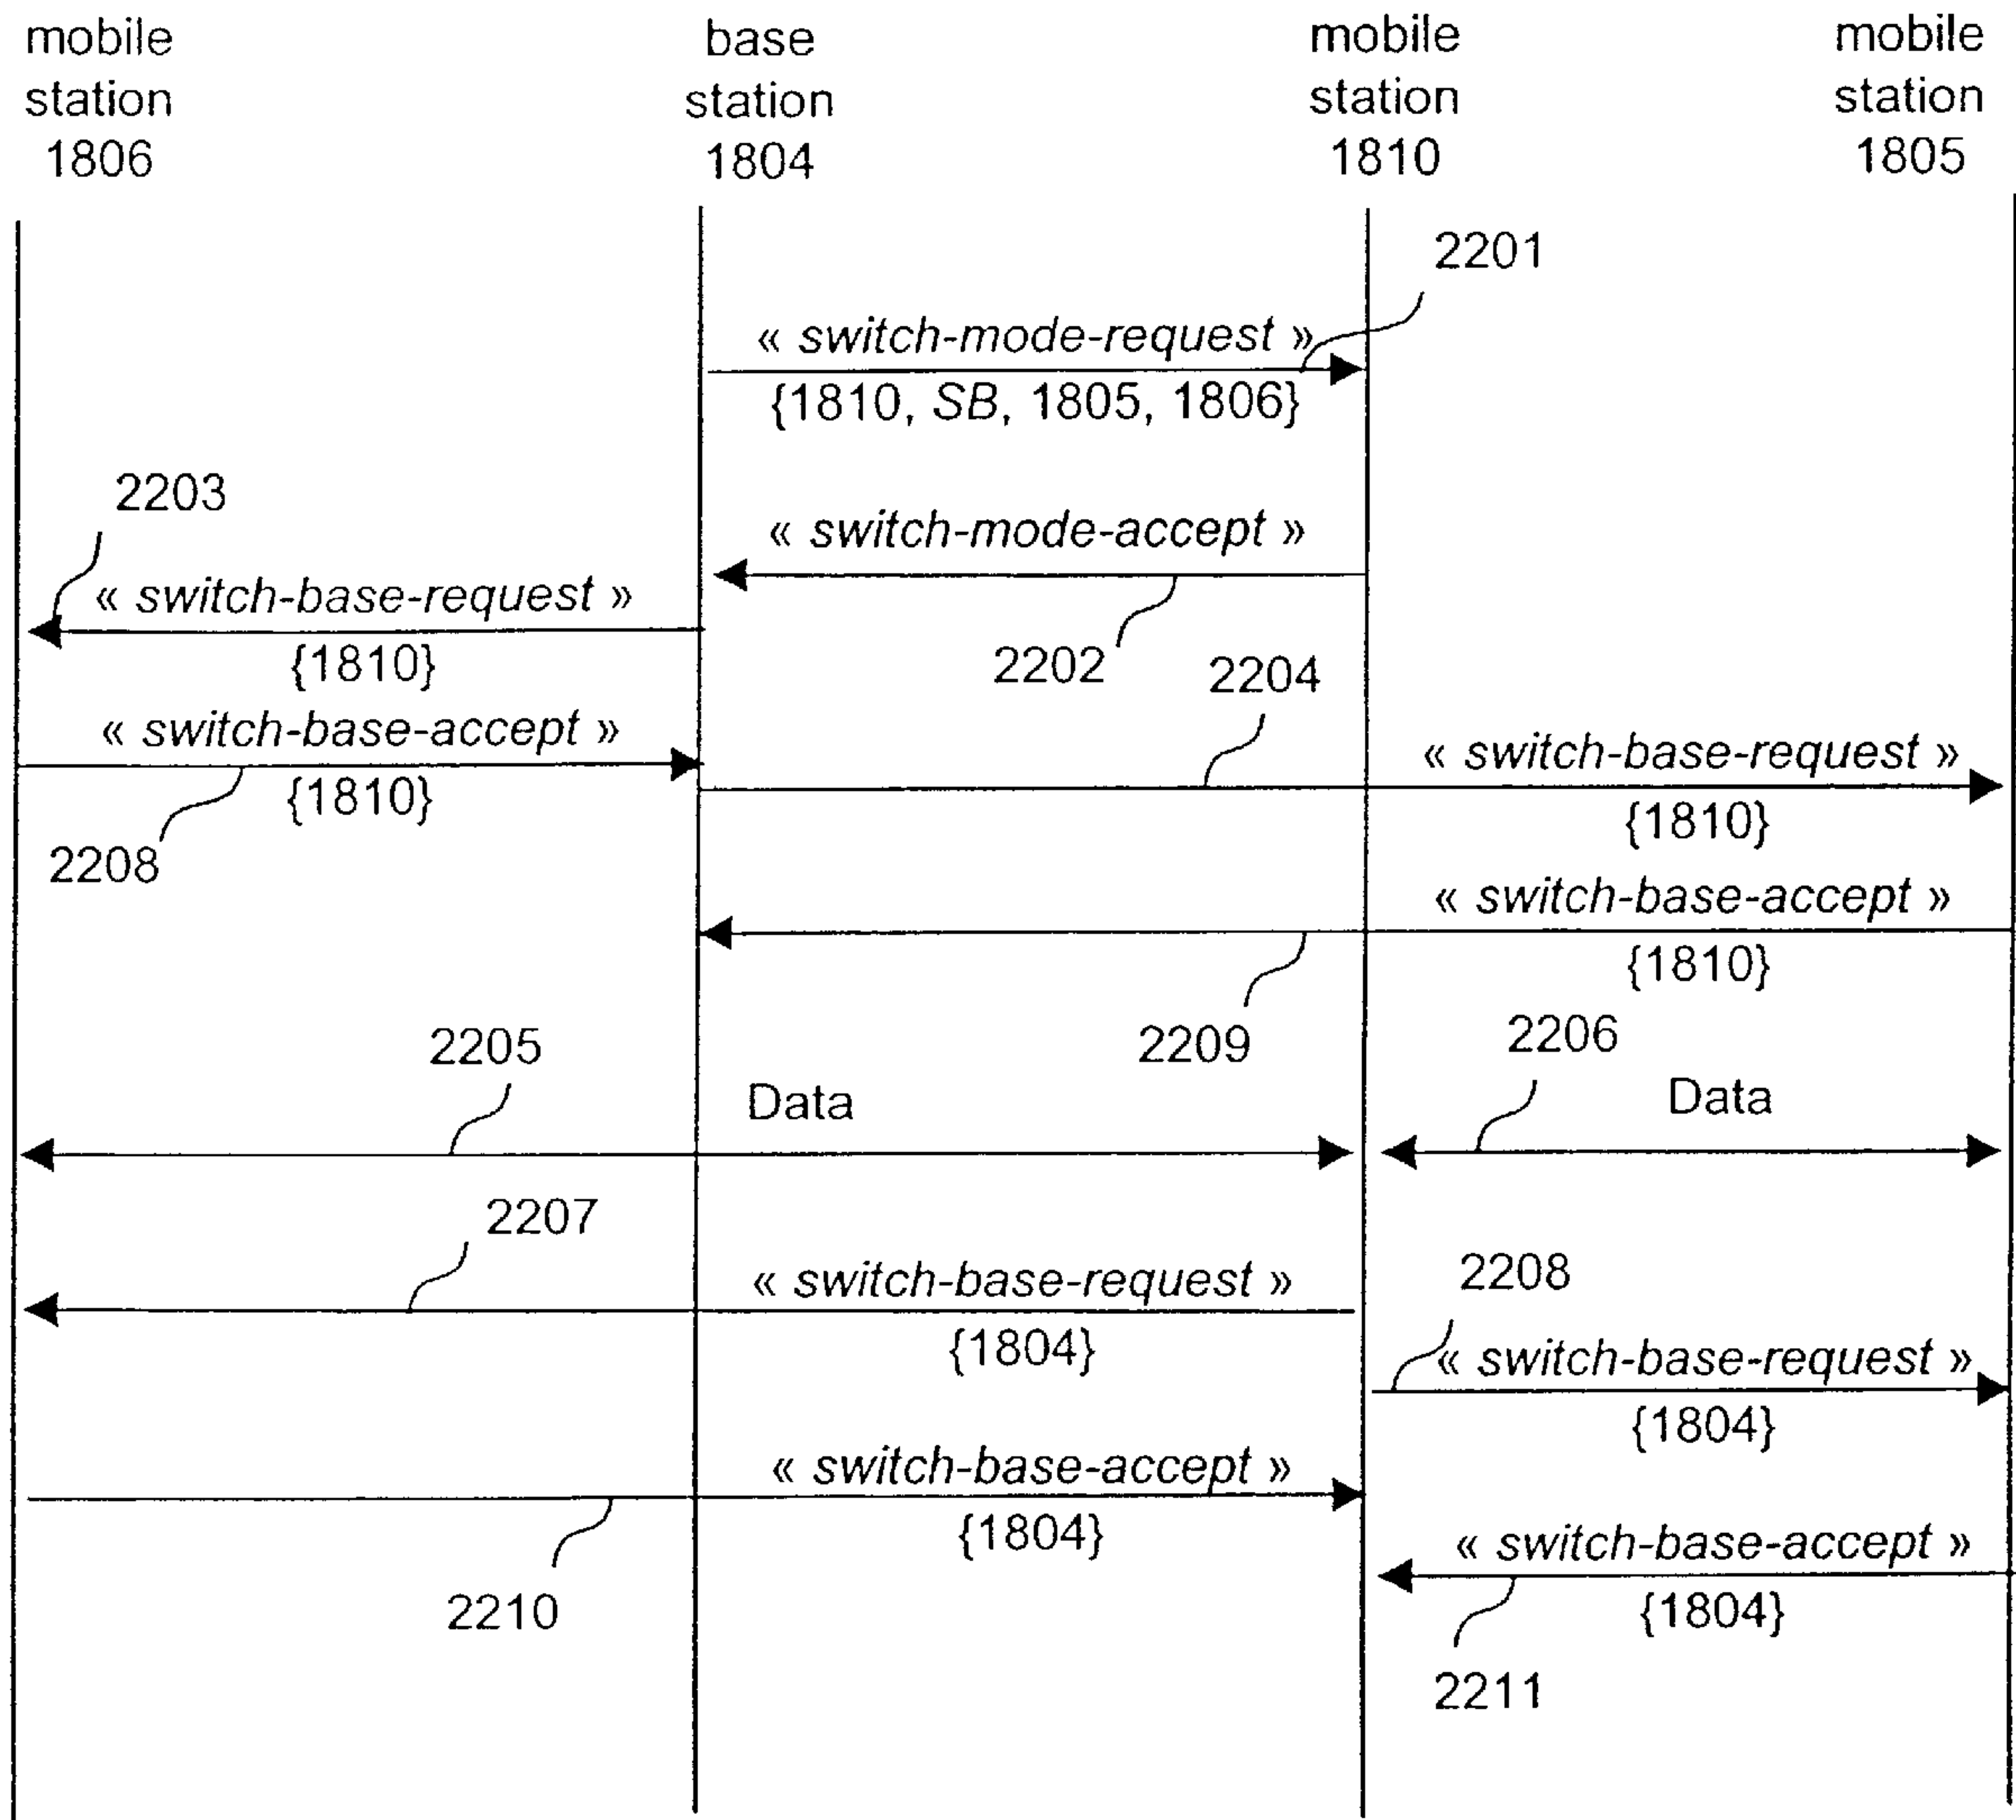 mobile
station
1806
base
station
1804
mobile
station
1810
mobile
station
1805
2201
« switch-mode-request »
{1810, SB, 1805, 1806}
2203
« switch-mode-accept »
« switch-base-request »
{1810}
2202
2204
« switch-base-accept »
{1810}
« switch-base-request »
{1810}
2208
« switch-base-accept »
{1810}
2205
2209
2206
Data
Data
2207
« switch-base-request »
{1804}
2208
« switch-base-request »
{1804}
« switch-base-accept »
{1804}
« switch-base-accept »
{1804}
2210
2211